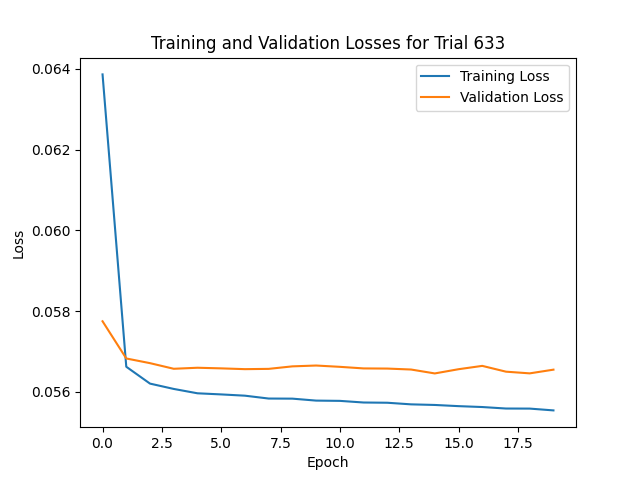 Training and Validation Losses for Trial 633
Training Loss
Validation Loss
Loss
0.064
0.062
0.060
0.058
0.056
0.0 2.5 5.0 7.5 10.0 12.5 15.0 17.5
Epoch